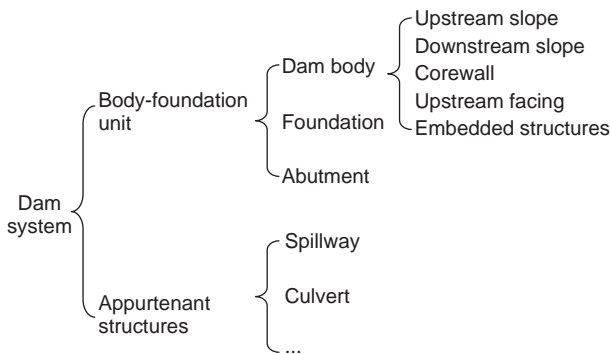 Dam
system
Body-foundation
unit
Dam body
Upstream slope
Downstream slope
Corewall
Upstream facing
Embedded structures
Foundation
Abutment
Appurtenant
structures
Spillway
Culvert
...